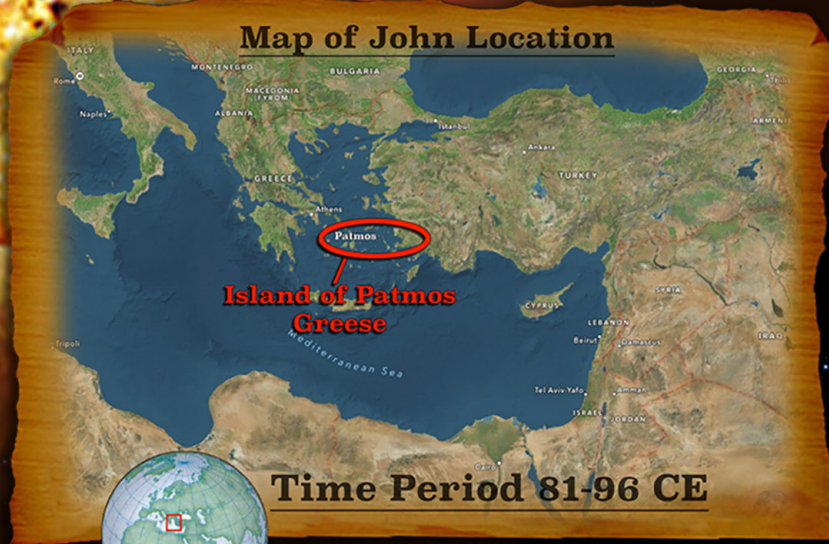 Map of John Location
ITALY
Rome
Naples
MONTENEGRO
BULGARIA
MACEDONIA
(FYROM)
ALBANIA
Istanbul
GEORGIA
ARMEN
Ankara
TURKEY
GREECE
Athens
Patmos
Island of Patmos
Greese
Mediterranean Sea
CYPRUS
SYRIA
LEBANON
Beirut
Damascus
IRAQ
Tripoli
Tel Aviv-Yafo
Amman
ISRAEL
JORDAN
Cairo
Time Period 81-96 CE